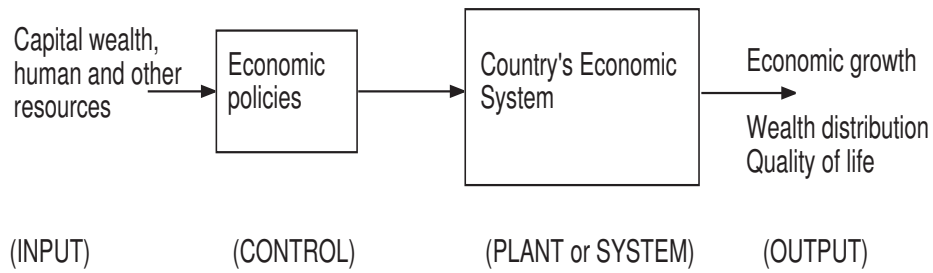 Capital wealth,
human and other
resources
Economic
policies
Country's Economic
System
Economic growth
Wealth distribution
Quality of life
(INPUT)
(CONTROL)
(PLANT or SYSTEM)
(OUTPUT)